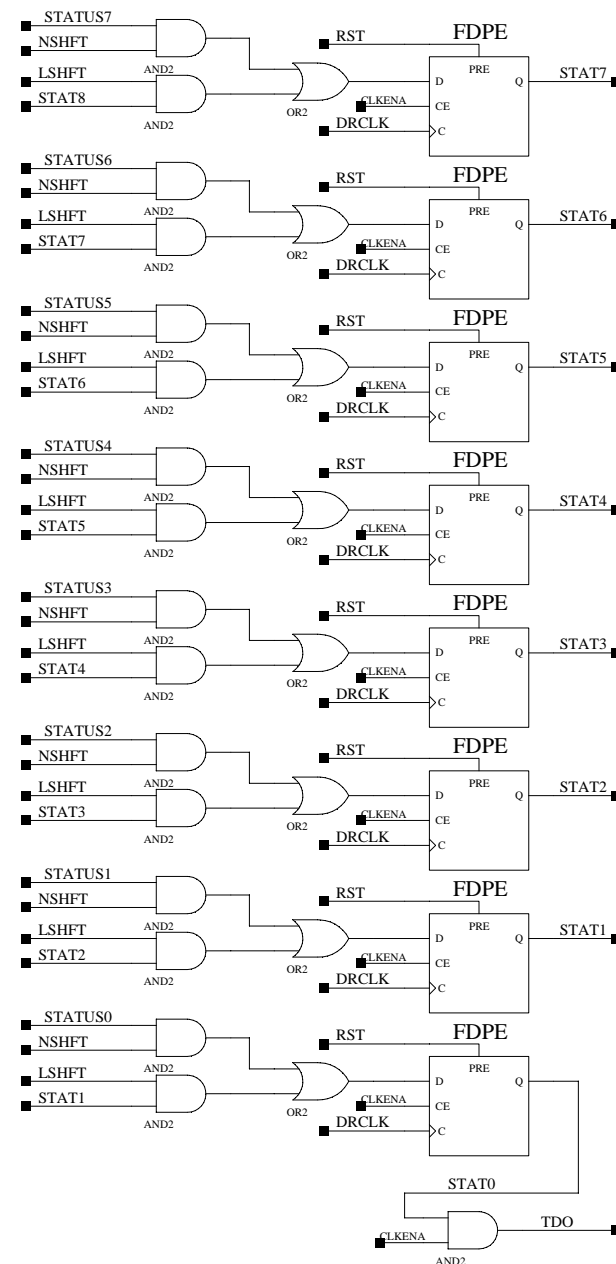 STATUS7
NSHFT
AND2
LSHFT
STAT8
AND2
OR2
RST
FDPE
PRE
D
Q
STAT7
CLKENA
CE
DRCLK
C
STATUS6
NSHFT
AND2
LSHFT
STAT7
AND2
OR2
RST
FDPE
PRE
D
Q
STAT6
CLKENA
CE
DRCLK
C
STATUS5
NSHFT
AND2
LSHFT
STAT6
AND2
OR2
RST
FDPE
PRE
D
Q
STAT5
CLKENA
CE
DRCLK
C
STATUS4
NSHFT
AND2
LSHFT
STAT5
AND2
OR2
RST
FDPE
PRE
D
Q
STAT4
CLKENA
CE
DRCLK
C
STATUS3
NSHFT
AND2
LSHFT
STAT4
AND2
OR2
RST
FDPE
PRE
D
Q
STAT3
CLKENA
CE
DRCLK
C
STATUS2
NSHFT
AND2
LSHFT
STAT3
AND2
OR2
RST
FDPE
PRE
D
Q
STAT2
CLKENA
CE
DRCLK
C
STATUS1
NSHFT
AND2
LSHFT
STAT2
AND2
OR2
RST
FDPE
PRE
D
Q
STAT1
CLKENA
CE
DRCLK
C
STATUS0
NSHFT
AND2
LSHFT
STAT1
AND2
OR2
RST
FDPE
PRE
D
Q
CLKENA
CE
DRCLK
C
STAT0
CLKENA
AND2
TDO